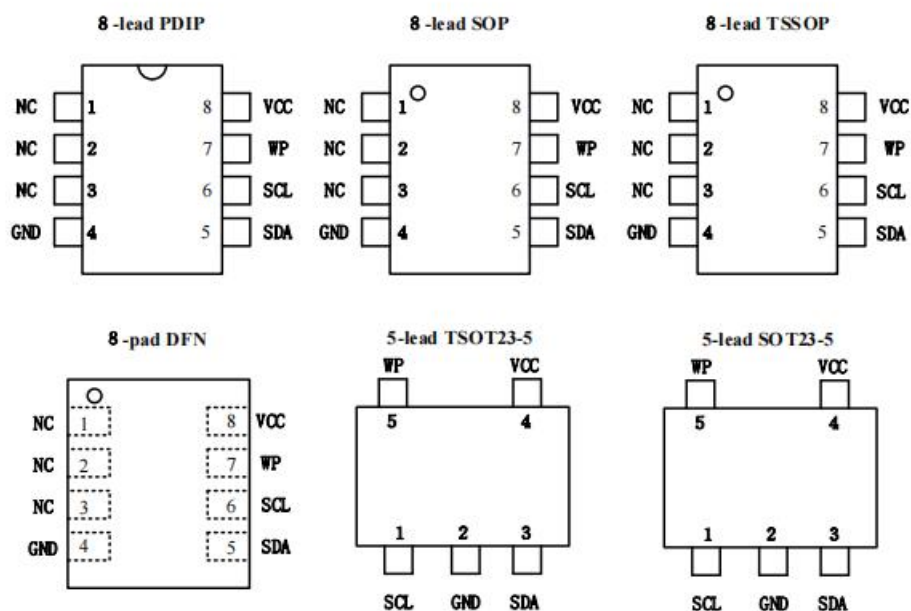 8 -lead PDIP 8 -lead SOP 8 -lead TSSOP
NC 1 8 VCC NC 1 8 VCC NC 1 8 VCC
NC 2 7 WP NC 2 7 WP NC 2 7 WP
NC 3 6 SCL NC 3 6 SCL NC 3 6 SCL
GND 4 5 SDA GND 4 5 SDA GND 4 5 SDA
8 -pad DFN 5-lead TSOT23-5 5-lead SOT23-5
WP VCC WP VCC
NC 1 8 VCC 5 4 5 4
NC 2 7 WP
NC 3 6 SCL
GND 4 5 SDA 1 2 3 1 2 3
SCL GND SDA SCL GND SDA